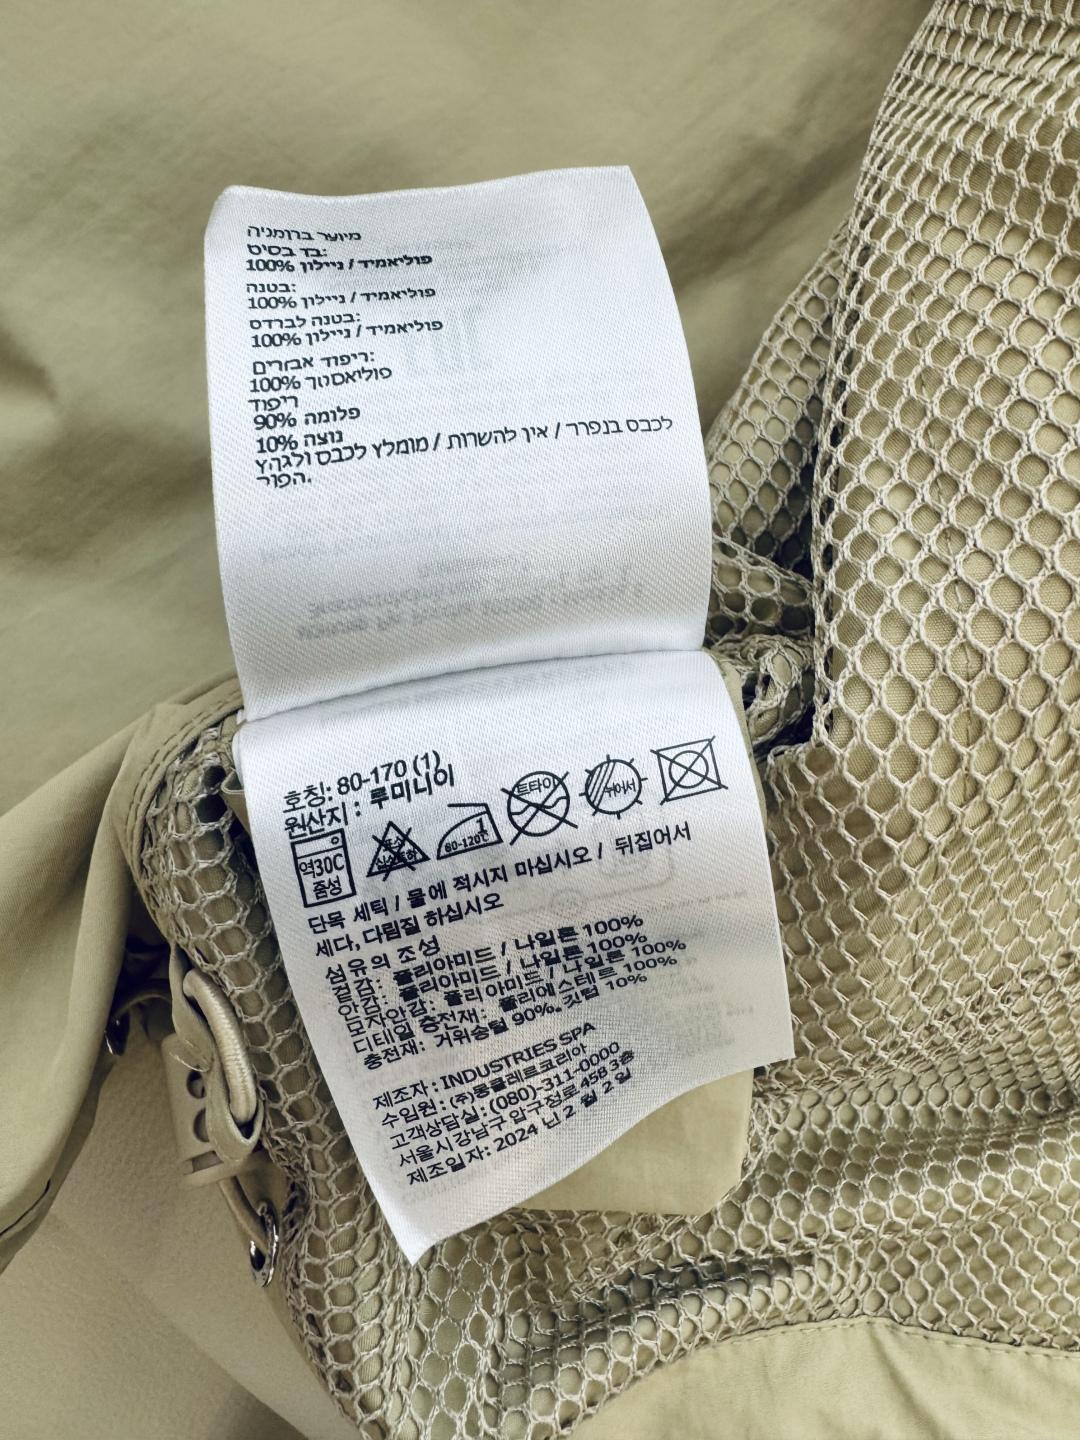 מיוער ברומניה
בד בסיס:
100% פוליאמיד / ניילון
בטנה:
100% פוליאמיד / ניילון
בטנה לברדס:
100% פוליאמיד / ניילון
ריפוד אבזרים:
100% פוליאסטר
ריפוד
90% פלומה
10% נוצה
לכבס בנפרד / אין להשרות / מומלץ לכבס ולגהץ
הפור.
호칭: 80-170 (1)
원산지 : 루미니이
약30C
중성
80-120℃
1
단목 세틱 / 물에 적시지 마십시오 / 뒤집어서
세다, 다림질 하십시오
섬유의 조성
겉감: 폴리아미드 / 나일론 100%
안감: 폴리아미드 / 나일론 100%
모자안감: 폴리아미드 / 나일론 100%
디테일 충전재: 폴리에스테르 100%
충전재: 거위솜털 90%. 깃털 10%
제조자 : INDUSTRIES SPA
수입원 : (주)몽클레르코리아
고객상담실 : (080)-311-0000
서울시강남구 압구정로 458 3층
제조일자: 2024 년 2 월 2 일